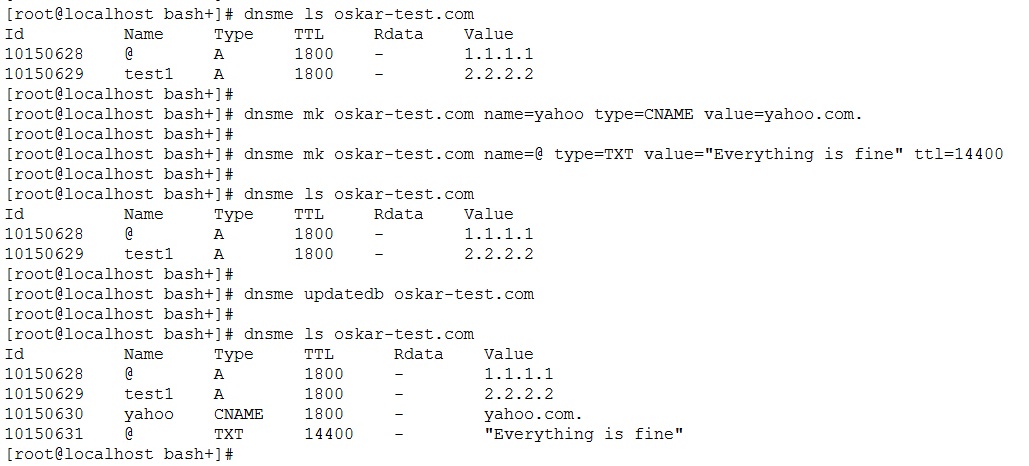 [root@localhost bash+]# dnsme ls oskar-test.com
Id Name Type TTL Rdata Value
10150628 @ A 1800 - 1.1.1.1
10150629 test1 A 1800 - 2.2.2.2
[root@localhost bash+]#
[root@localhost bash+]# dnsme mk oskar-test.com name=yahoo type=CNAME value=yahoo.com.
[root@localhost bash+]#
[root@localhost bash+]# dnsme mk oskar-test.com name=@ type=TXT value="Everything is fine" ttl=14400
[root@localhost bash+]#
[root@localhost bash+]# dnsme ls oskar-test.com
Id Name Type TTL Rdata Value
10150628 @ A 1800 - 1.1.1.1
10150629 test1 A 1800 - 2.2.2.2
[root@localhost bash+]#
[root@localhost bash+]# dnsme updatedb oskar-test.com
[root@localhost bash+]#
[root@localhost bash+]# dnsme ls oskar-test.com
Id Name Type TTL Rdata Value
10150628 @ A 1800 - 1.1.1.1
10150629 test1 A 1800 - 2.2.2.2
10150630 yahoo CNAME 1800 - yahoo.com.
10150631 @ TXT 14400 - "Everything is fine"
[root@localhost bash+]#